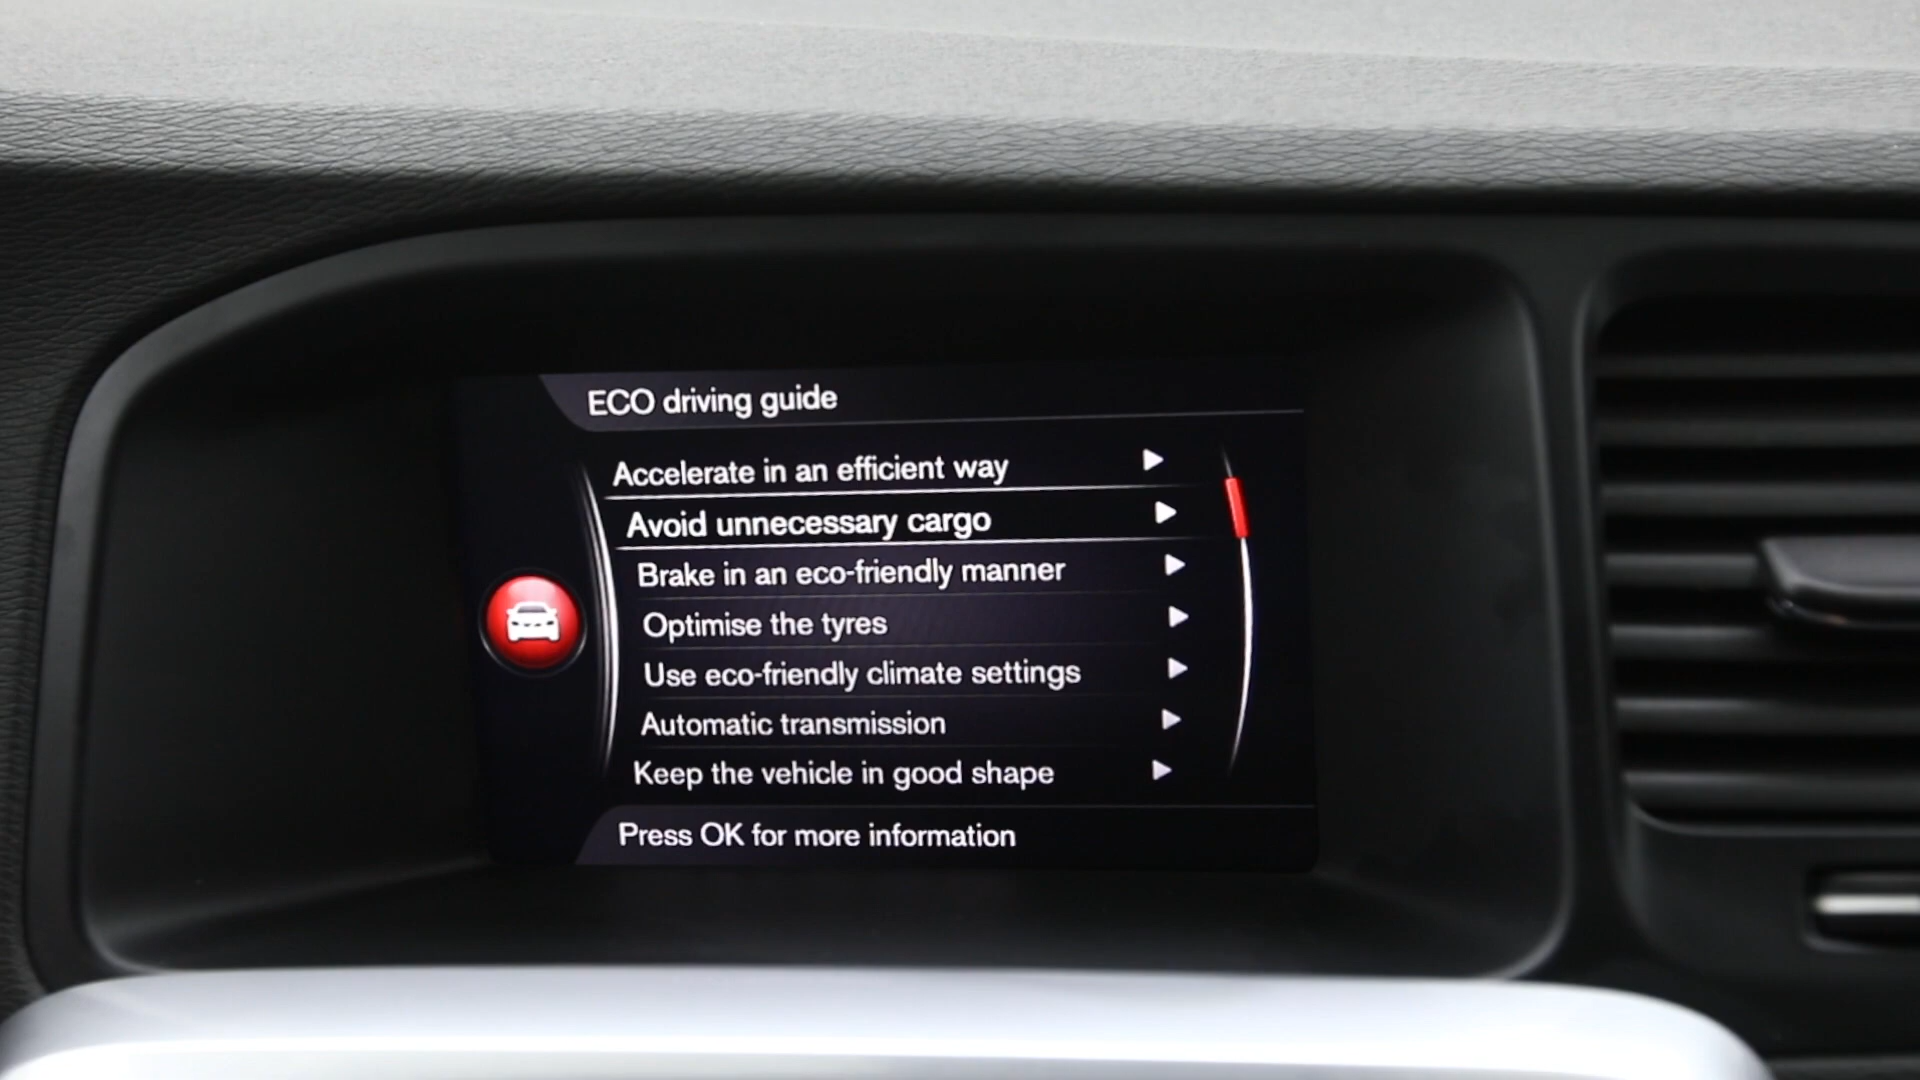 ECO driving guide
Accelerate in an efficient way
Avoid unnecessary cargo
Brake in an eco-friendly manner
Optimise the tyres
Use eco-friendly climate settings
Automatic transmission
Keep the vehicle in good shape
Press OK for more information